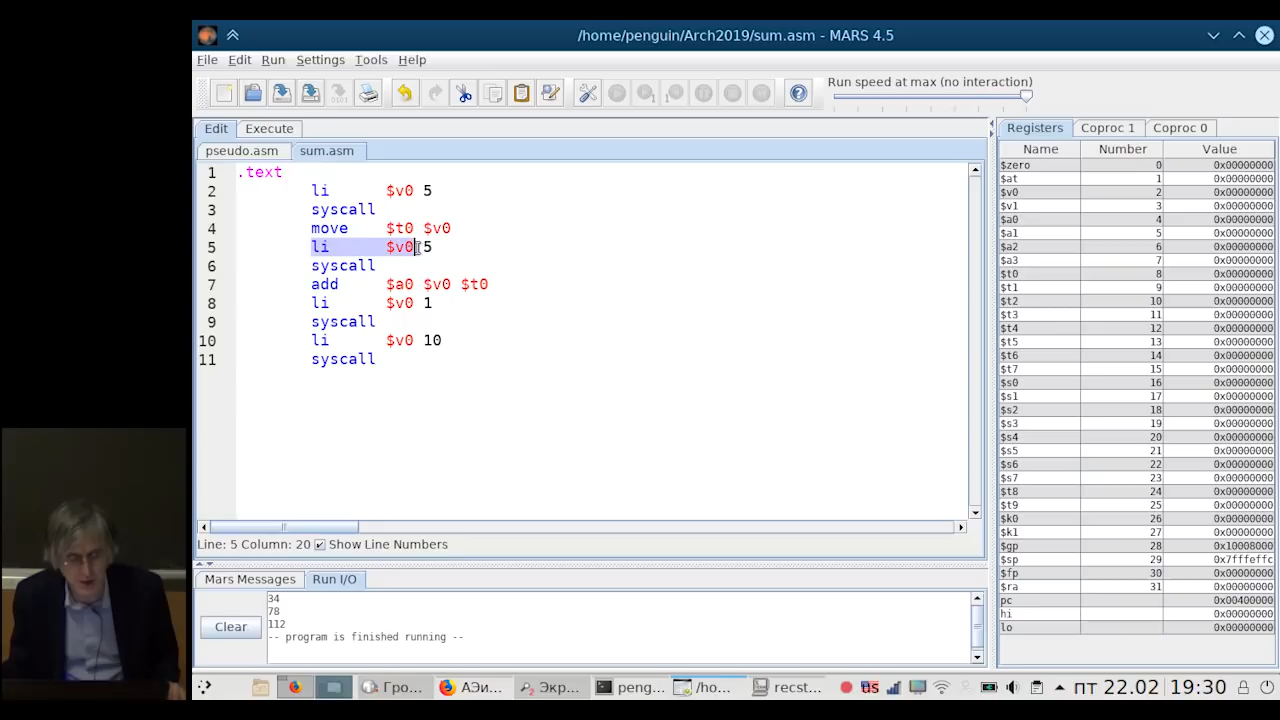 /home/penguin/Arch2019/sum.asm - MARS 4.5
File Edit Run Settings Tools Help
Run speed at max (no interaction)
Edit Execute
pseudo.asm sum.asm
1 .text
2 li $v0 5
3 syscall
4 move $t0 $v0
5 li $v0 5
6 syscall
7 add $a0 $v0 $t0
8 li $v0 1
9 syscall
10 li $v0 10
11 syscall
Line: 5 Column: 20 Show Line Numbers
Mars Messages Run I/O
34
78
112
-- program is finished running --
Clear
Registers Coproc 1 Coproc 0
Name Number Value
$zero 0 0x00000000
$at 1 0x00000000
$v0 2 0x00000000
$v1 3 0x00000000
$a0 4 0x00000000
$a1 5 0x00000000
$a2 6 0x00000000
$a3 7 0x00000000
$t0 8 0x00000000
$t1 9 0x00000000
$t2 10 0x00000000
$t3 11 0x00000000
$t4 12 0x00000000
$t5 13 0x00000000
$t6 14 0x00000000
$t7 15 0x00000000
$s0 16 0x00000000
$s1 17 0x00000000
$s2 18 0x00000000
$s3 19 0x00000000
$s4 20 0x00000000
$s5 21 0x00000000
$s6 22 0x00000000
$s7 23 0x00000000
$t8 24 0x00000000
$t9 25 0x00000000
$k0 26 0x00000000
$k1 27 0x00000000
$gp 28 0x10008000
$sp 29 0x7fffeffc
$fp 30 0x00000000
$ra 31 0x00000000
pc 0x00400000
hi 0x00000000
lo 0x00000000
Гро... АЭи... Экр... peng... /ho... recst... us ПТ 22.02 19:30